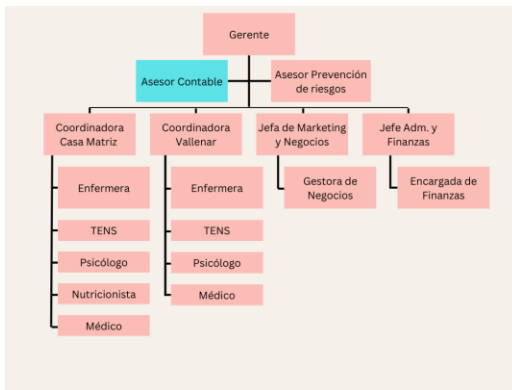 Gerente
Asesor Contable
Asesor Prevención
de riesgos
Coordinadora
Casa Matriz
Coordinadora
Vallenar
Jefa de Marketing
y Negocios
Jefe Adm. y
Finanzas
Enfermera
Enfermera
Gestora de
Negocios
Encargada de
Finanzas
TENS
TENS
Psicólogo
Psicólogo
Nutricionista
Médico
Médico